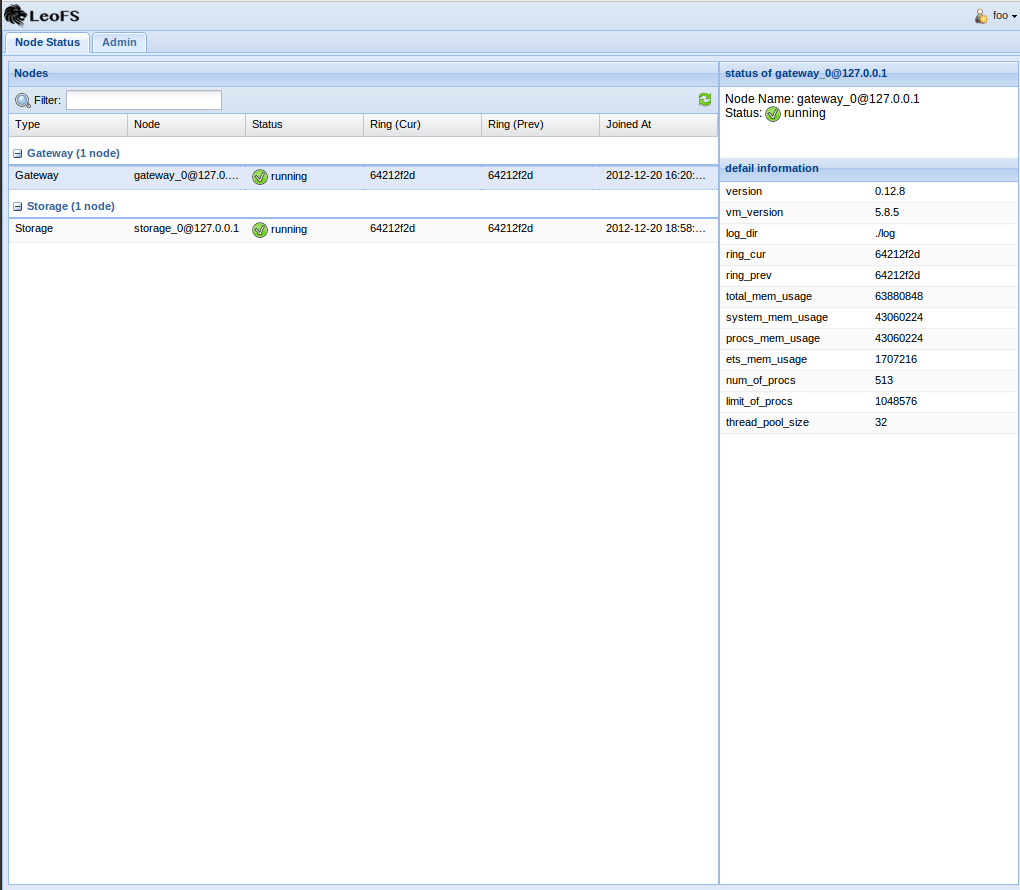 LeoFS
foo
Node Status Admin
Nodes
Filter:
Type Node Status Ring (Cur) Ring (Prev) Joined At
Gateway (1 node)
Gateway gateway_0@127.0.... running 64212f2d 64212f2d 2012-12-20 16:20:...
Storage (1 node)
Storage storage_0@127.0.0.1 running 64212f2d 64212f2d 2012-12-20 18:58:...
status of gateway_0@127.0.0.1
Node Name: gateway_0@127.0.0.1
Status: running
defail information
version 0.12.8
vm_version 5.8.5
log_dir ./log
ring_cur 64212f2d
ring_prev 64212f2d
total_mem_usage 63880848
system_mem_usage 43060224
procs_mem_usage 43060224
ets_mem_usage 1707216
num_of_procs 513
limit_of_procs 1048576
thread_pool_size 32